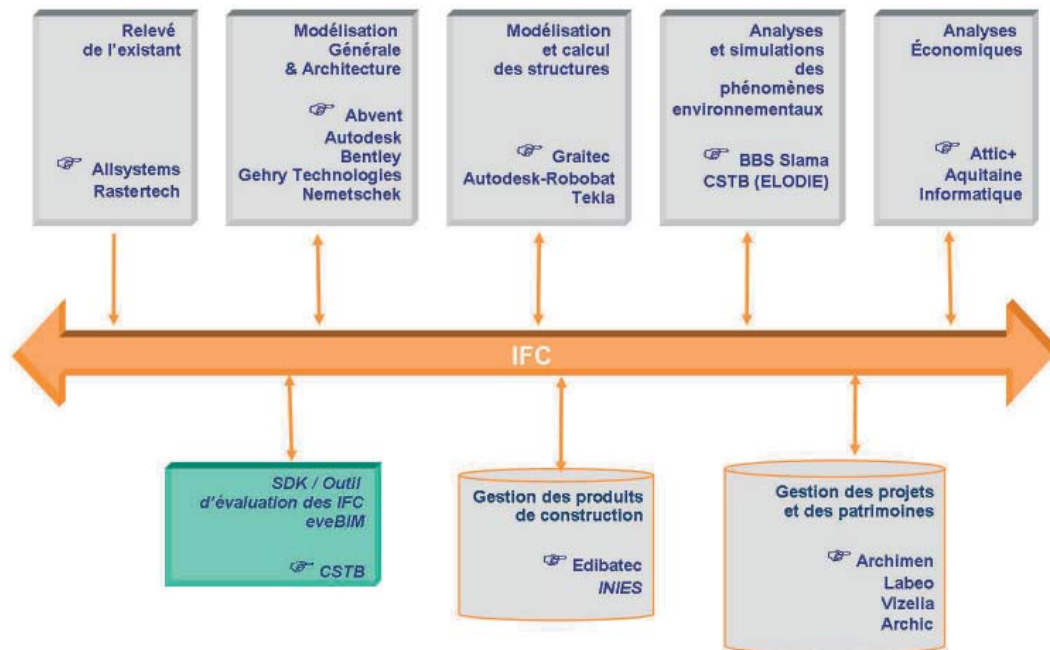 Relevé
de l'existant
☞ Allsystems
Rastertech
Modélisation
Générale
& Architecture
☞ Abvent
Autodesk
Bentley
Gehry Technologies
Nemetschek
Modélisation
et calcul
des structures
☞ Graitec
Autodesk-Robobat
Tekla
Analyses
et simulations
des
phénomènes
environnementaux
☞ BBS Slama
CSTB (ELODIE)
Analyses
Économiques
☞ Attic+
Aquitaine
Informatique
IFC
SDK / Outil
d'évaluation des IFC
eveBIM
☞ CSTB
Gestion des produits
de construction
☞ Edibatec
INIES
Gestion des projets
et des patrimoines
☞ Archimen
Labeo
Vizelia
Archic